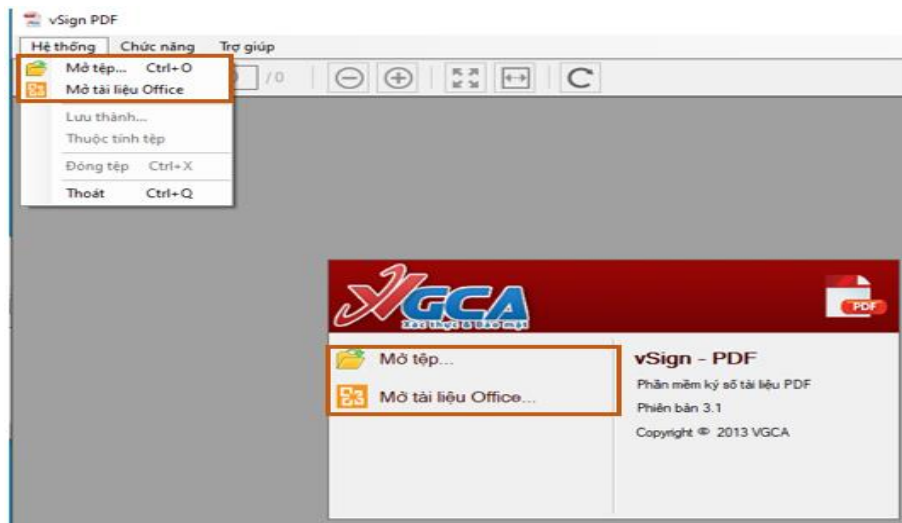 vSign PDF
Hệ thống Chức năng Trợ giúp
Mở tệp... Ctrl+O
/ 0
Mở tài liệu Office
Lưu thành...
Thuộc tính tệp
Đóng tệp Ctrl+X
Thoát Ctrl+Q
VGCA
Xác thực & Bảo mật
PDF
Mở tệp...
Mở tài liệu Office...
vSign - PDF
Phần mềm ký số tài liệu PDF
Phiên bản 3.1
Copyright © 2013 VGCA